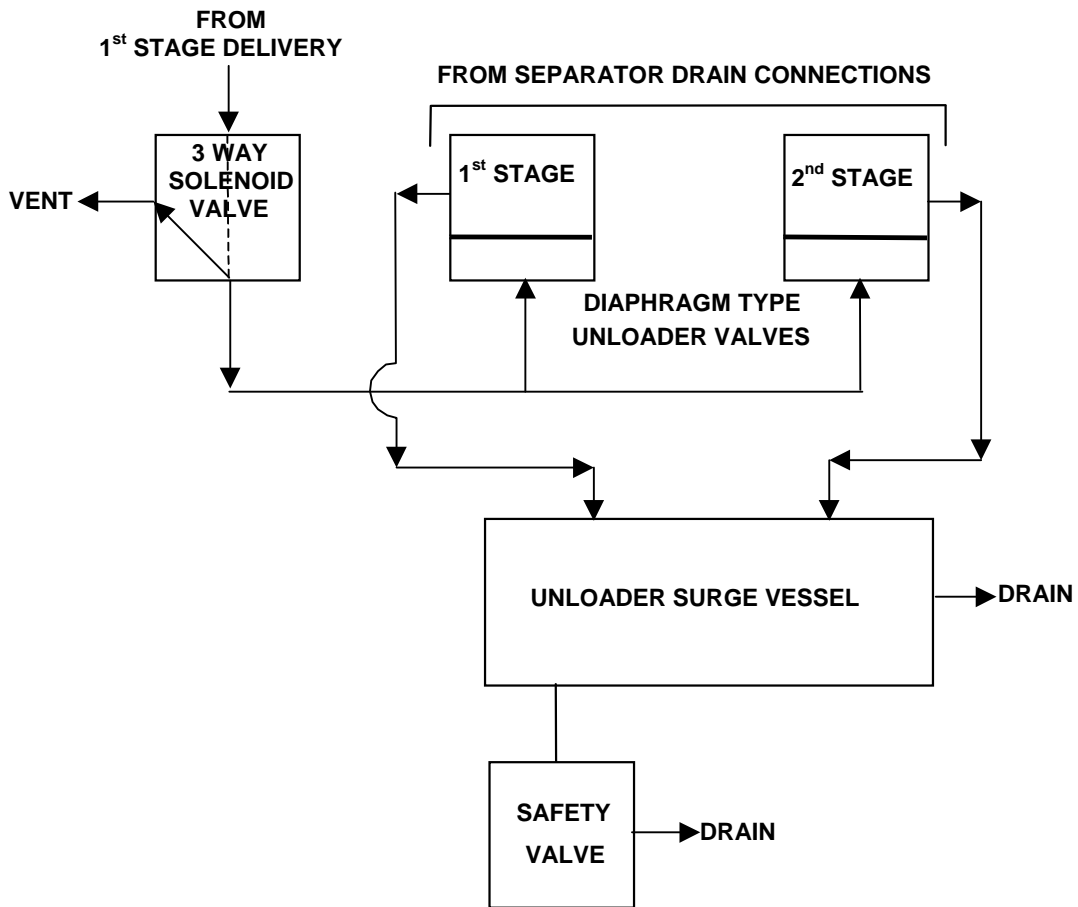 FROM
1st STAGE DELIVERY
FROM SEPARATOR DRAIN CONNECTIONS
3 WAY
SOLENOID
VALVE
VENT
1st STAGE
2nd STAGE
DIAPHRAGM TYPE
UNLOADER VALVES
UNLOADER SURGE VESSEL
DRAIN
SAFETY
VALVE
DRAIN